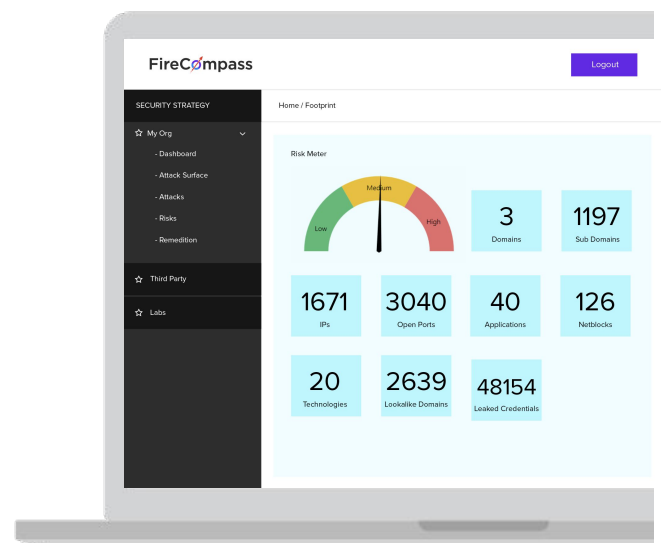 FireCompass
Logout
SECURITY STRATEGY
Home / Footprint
My Org
- Dashboard
- Attack Surface
- Attacks
- Risks
- Remedition
Third Party
Labs
Risk Meter
Low
Medium
High
3
Domains
1197
Sub Domains
1671
IPs
3040
Open Ports
40
Applications
126
Netblocks
20
Technologies
2639
Lookalike Domains
48154
Leaked Credentials